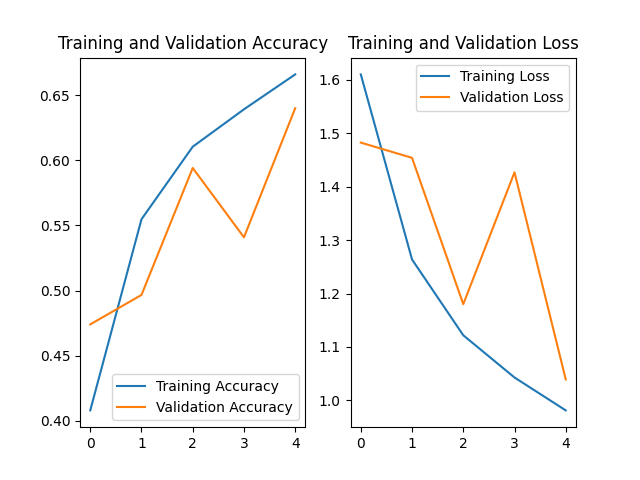 Training and Validation Accuracy
0.65
0.60
0.55
0.50
0.45
0.40
Training Accuracy
Validation Accuracy
0 1 2 3 4
Training and Validation Loss
1.6
1.5
1.4
1.3
1.2
1.1
1.0
Training Loss
Validation Loss
0 1 2 3 4